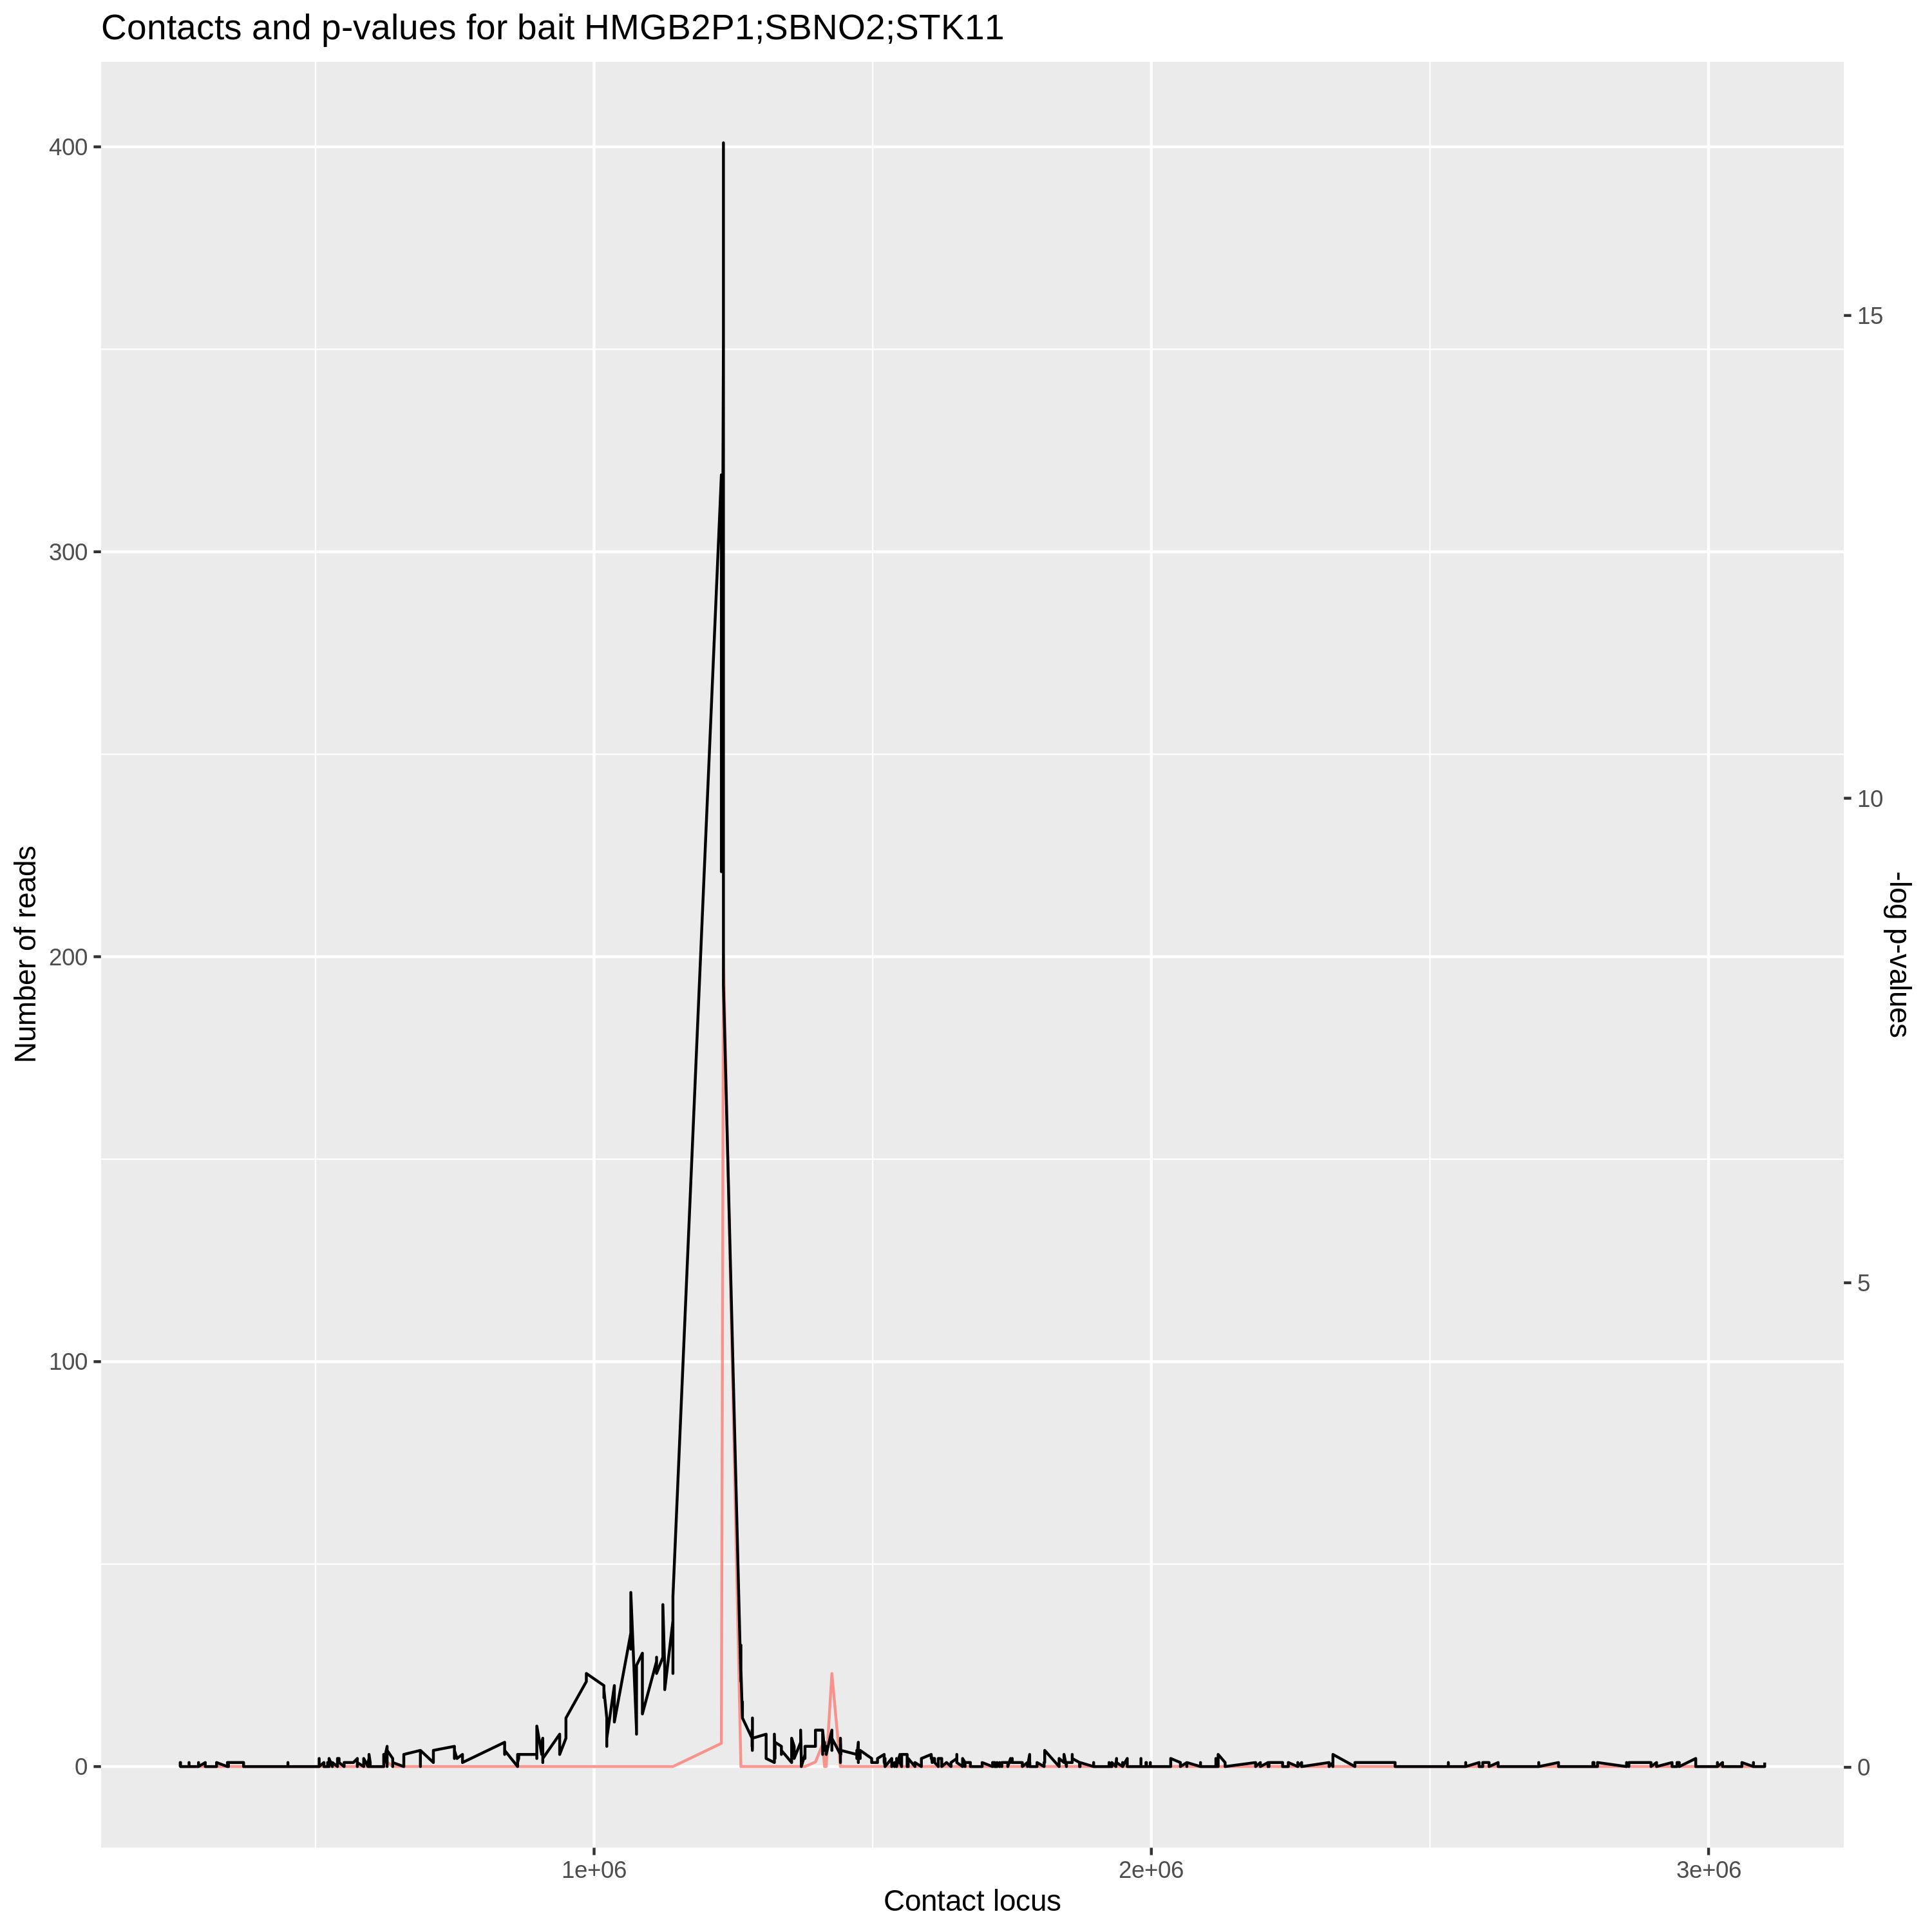 Contacts and p-values for bait HMGB2P1;SBNO2;STK11
400
300
200
100
0
Number of reads
15
10
5
0
-log p-values
1e+06
2e+06
3e+06
Contact locus